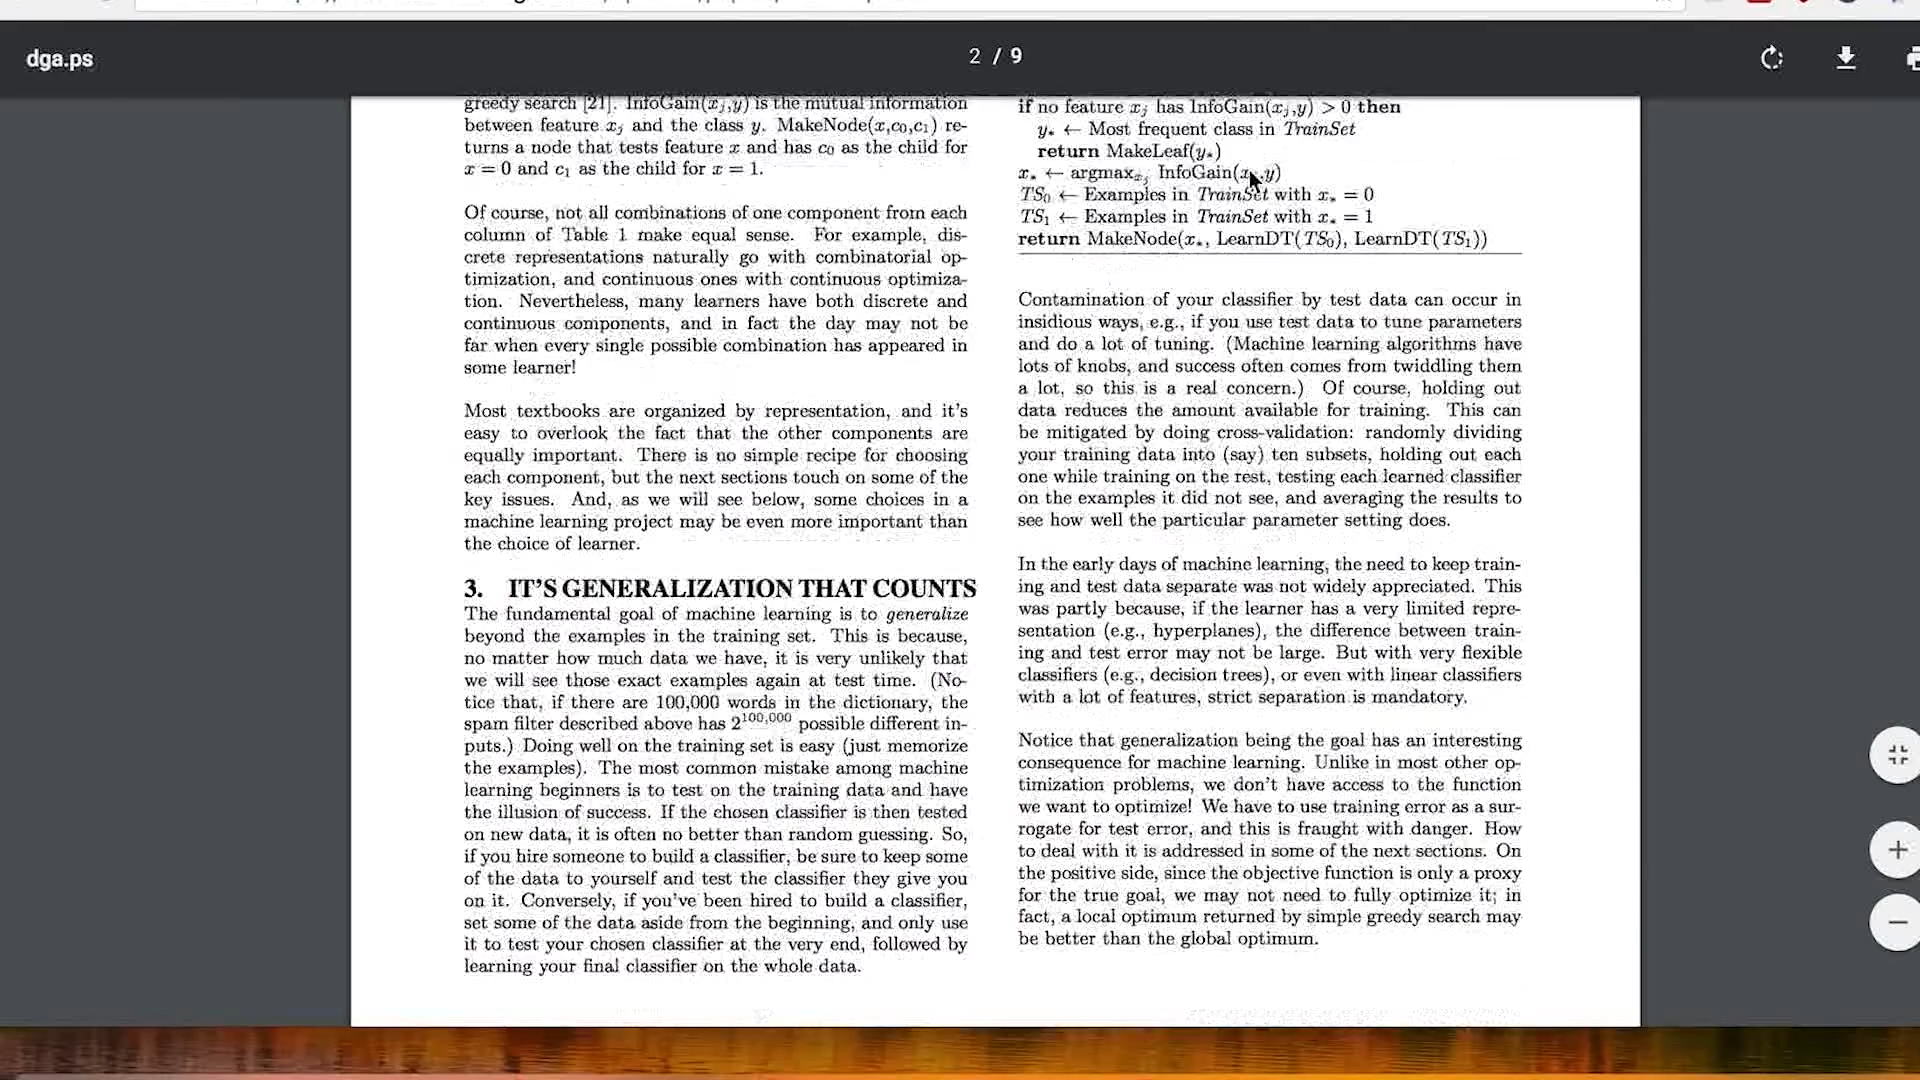 dga.ps
2 / 9
greedy search [21]. InfoGain(xj,y) is the mutual information
between feature xj and the class y. MakeNode(x,c0,c1) re-
turns a node that tests feature x and has c0 as the child for
x = 0 and c1 as the child for x = 1.
Of course, not all combinations of one component from each
column of Table 1 make equal sense. For example, dis-
crete representations naturally go with combinatorial op-
timization, and continuous ones with continuous optimiza-
tion. Nevertheless, many learners have both discrete and
continuous components, and in fact the day may not be
far when every single possible combination has appeared in
some learner!
Most textbooks are organized by representation, and it's
easy to overlook the fact that the other components are
equally important. There is no simple recipe for choosing
each component, but the next sections touch on some of the
key issues. And, as we will see below, some choices in a
machine learning project may be even more important than
the choice of learner.
3. IT'S GENERALIZATION THAT COUNTS
The fundamental goal of machine learning is to generalize
beyond the examples in the training set. This is because,
no matter how much data we have, it is very unlikely that
we will see those exact examples again at test time. (No-
tice that, if there are 100,000 words in the dictionary, the
spam filter described above has 2^100,000 possible different in-
puts.) Doing well on the training set is easy (just memorize
the examples). The most common mistake among machine
learning beginners is to test on the training data and have
the illusion of success. If the chosen classifier is then tested
on new data, it is often no better than random guessing. So,
if you hire someone to build a classifier, be sure to keep some
of the data to yourself and test the classifier they give you
on it. Conversely, if you've been hired to build a classifier,
set some of the data aside from the beginning, and only use
it to test your chosen classifier at the very end, followed by
learning your final classifier on the whole data.
if no feature xj has InfoGain(xj,y) > 0 then
y* ← Most frequent class in TrainSet
return MakeLeaf(y*)
x* ← argmaxxj InfoGain(x ,y)
TS0 ← Examples in TrainSet with x* = 0
TS1 ← Examples in TrainSet with x* = 1
return MakeNode(x*, LearnDT(TS0), LearnDT(TS1))
Contamination of your classifier by test data can occur in
insidious ways, e.g., if you use test data to tune parameters
and do a lot of tuning. (Machine learning algorithms have
lots of knobs, and success often comes from twiddling them
a lot, so this is a real concern.) Of course, holding out
data reduces the amount available for training. This can
be mitigated by doing cross-validation: randomly dividing
your training data into (say) ten subsets, holding out each
one while training on the rest, testing each learned classifier
on the examples it did not see, and averaging the results to
see how well the particular parameter setting does.
In the early days of machine learning, the need to keep train-
ing and test data separate was not widely appreciated. This
was partly because, if the learner has a very limited repre-
sentation (e.g., hyperplanes), the difference between train-
ing and test error may not be large. But with very flexible
classifiers (e.g., decision trees), or even with linear classifiers
with a lot of features, strict separation is mandatory.
Notice that generalization being the goal has an interesting
consequence for machine learning. Unlike in most other op-
timization problems, we don't have access to the function
we want to optimize! We have to use training error as a sur-
rogate for test error, and this is fraught with danger. How
to deal with it is addressed in some of the next sections. On
the positive side, since the objective function is only a proxy
for the true goal, we may not need to fully optimize it; in
fact, a local optimum returned by simple greedy search may
be better than the global optimum.